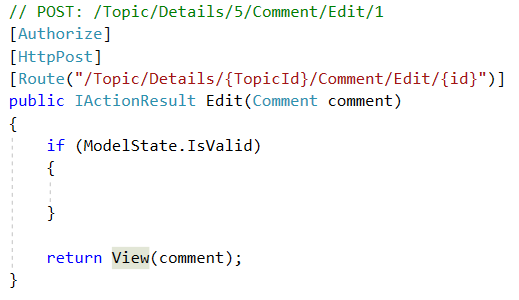 // POST: /Topic/Details/5/Comment/Edit/1
[Authorize]
[HttpPost]
[Route("/Topic/Details/{TopicId}/Comment/Edit/{id}")]
public IActionResult Edit(Comment comment)
{
    if (ModelState.IsValid)
    {

    }

    return View(comment);
}